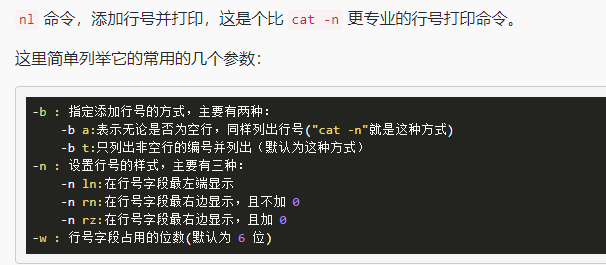 nl 命令，添加行号并打印，这是个比 cat -n 更专业的行号打印命令。
这里简单列举它的常用的几个参数：
-b : 指定添加行号的方式，主要有两种：
-b a:表示无论是否为空行，同样列出行号("cat -n"就是这种方式)
-b t:只列出非空行的编号并列出（默认为这种方式）
-n : 设置行号的样式，主要有三种：
-n ln:在行号字段最左端显示
-n rn:在行号字段最右边显示，且不加 0
-n rz:在行号字段最右边显示，且加 0
-w : 行号字段占用的位数(默认为 6 位)